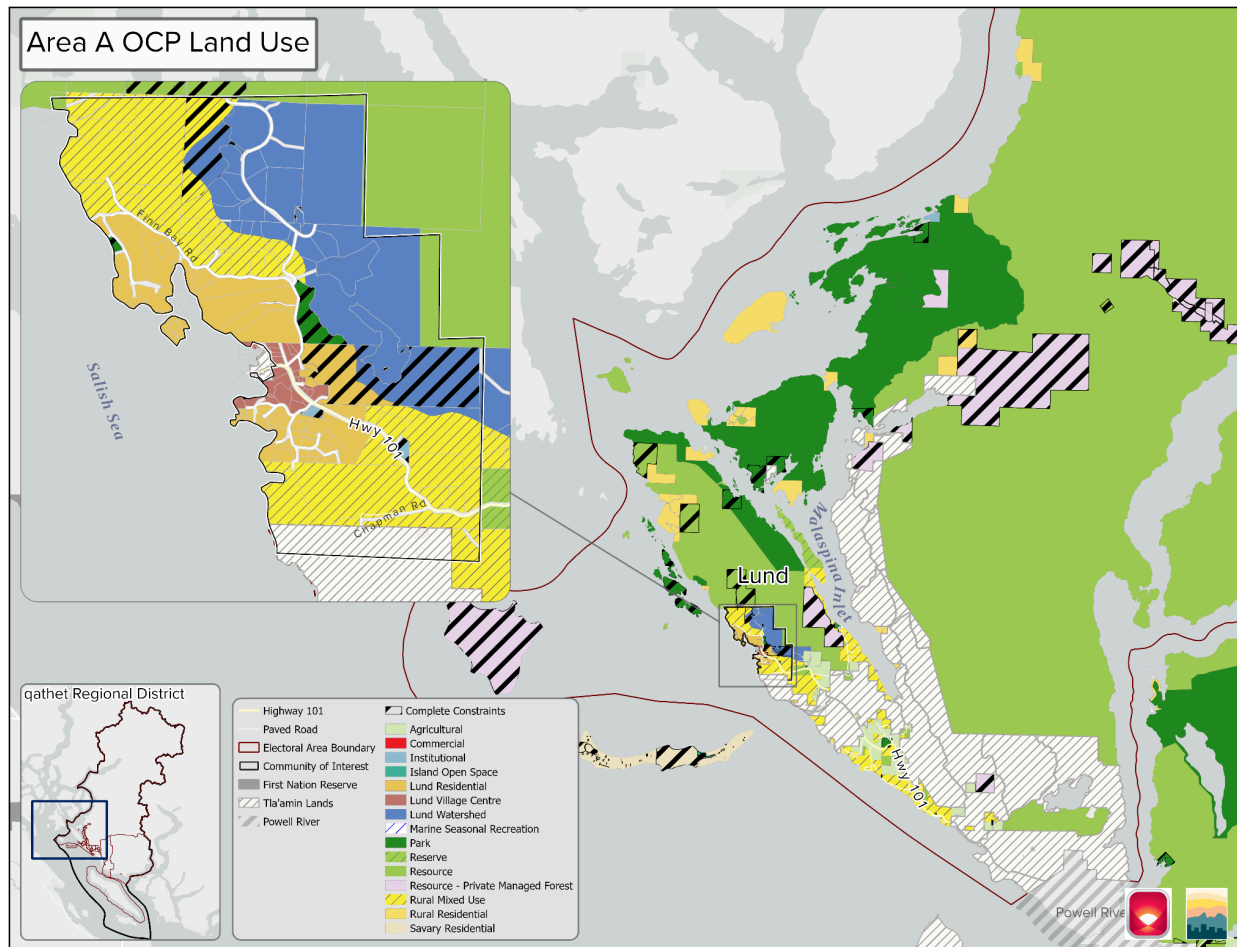 Area A OCP Land Use
Finn Bay Rd
Salish Sea
Hwy 101
Chapman Rd
Malaspina Inlet
Lund
Hwy 101
Powell Rive
qathet Regional District
Highway 101
Paved Road
Electoral Area Boundary
Community of Interest
First Nation Reserve
Tla'amin Lands
Powell River
Complete Constraints
Agricultural
Commercial
Institutional
Island Open Space
Lund Residential
Lund Village Centre
Lund Watershed
Marine Seasonal Recreation
Park
Reserve
Resource
Resource - Private Managed Forest
Rural Mixed Use
Rural Residential
Savary Residential